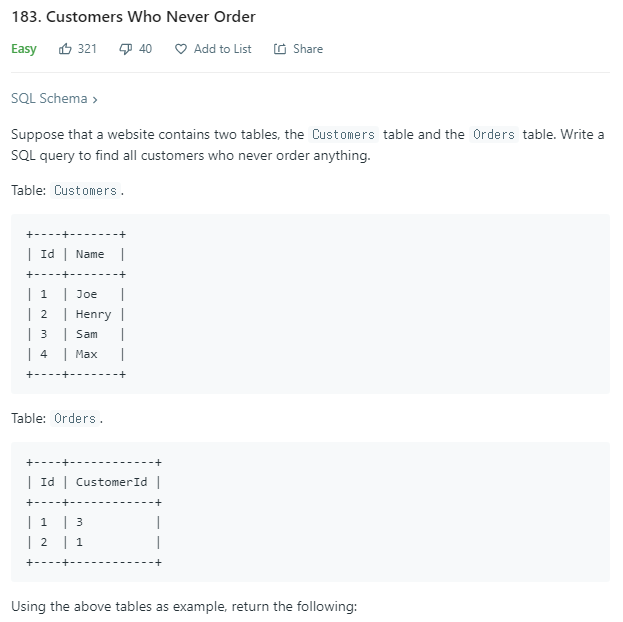 183. Customers Who Never Order
Easy 321 40 Add to List Share
SQL Schema >
Suppose that a website contains two tables, the Customers table and the Orders table. Write a
SQL query to find all customers who never order anything.
Table: Customers.
+----+-------+
| Id | Name  |
+----+-------+
| 1  | Joe   |
| 2  | Henry |
| 3  | Sam   |
| 4  | Max   |
+----+-------+
Table: Orders.
+----+------------+
| Id | CustomerId |
+----+------------+
| 1  | 3          |
| 2  | 1          |
+----+------------+
Using the above tables as example, return the following: